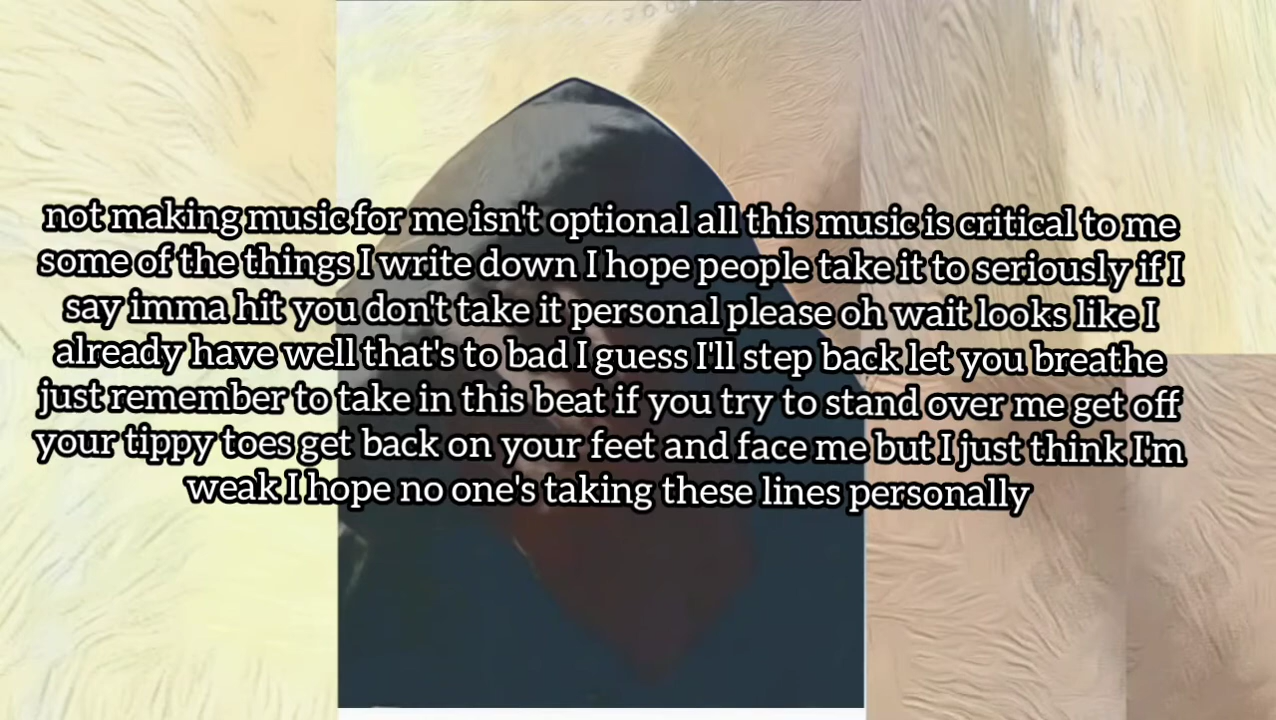 not making music for me isn't optional all this music is critical to me
some of the things I write down I hope people take it to seriously if I
say imma hit you don't take it personal please oh wait looks like I
already have well that's to bad I guess I'll step back let you breathe
just remember to take in this beat if you try to stand over me get off
your tippy toes get back on your feet and face me but I just think I'm
weak I hope no one's taking these lines personally